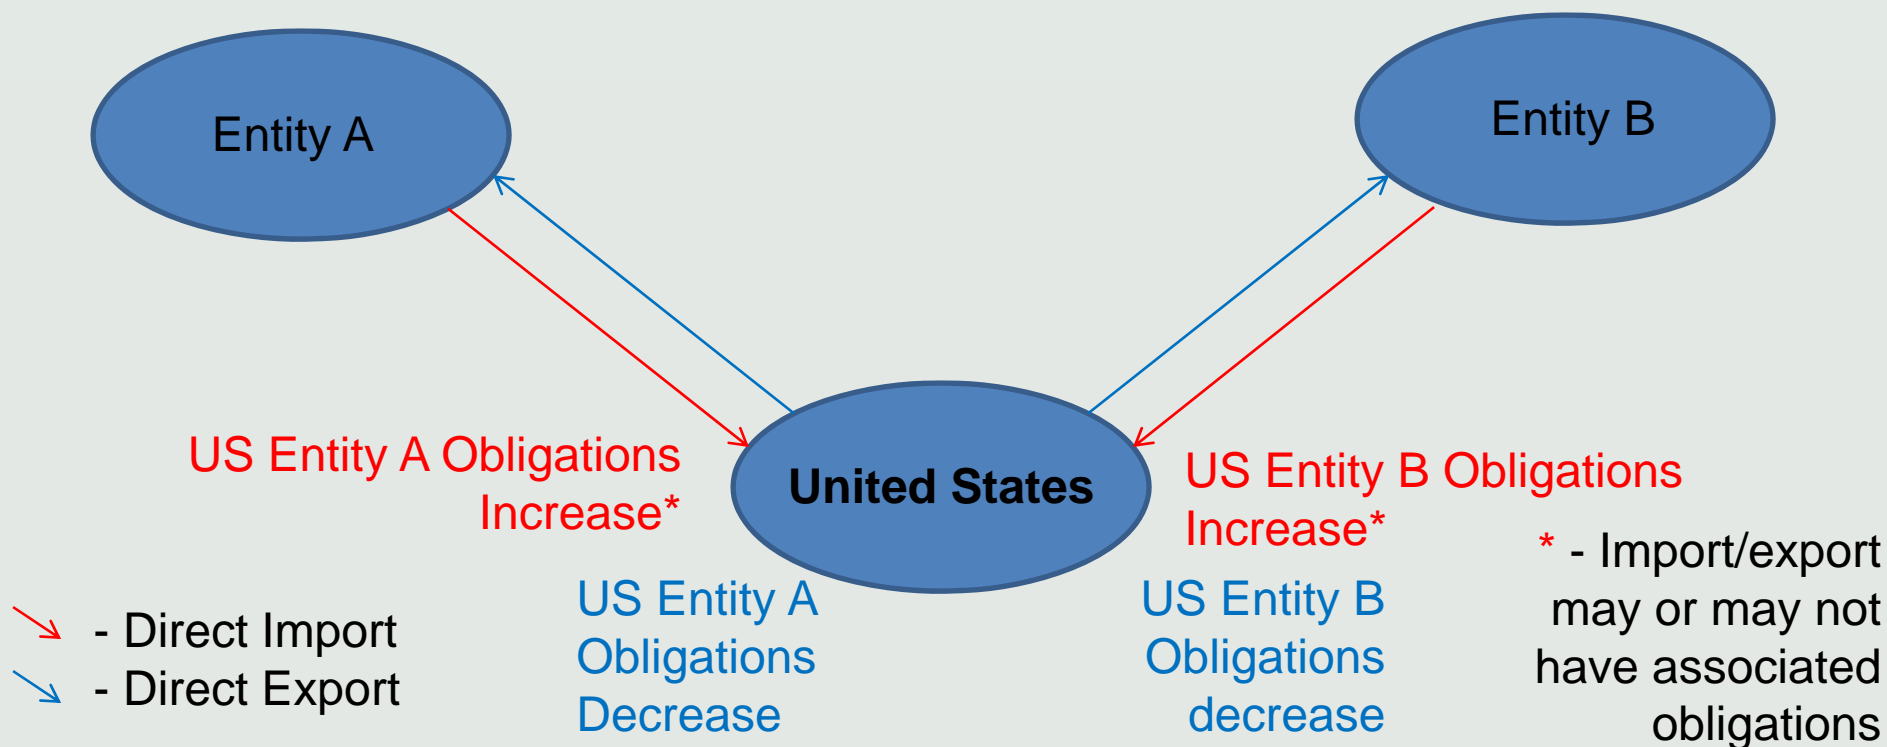 Entity A
Entity B
US Entity A Obligations
Increase*
United States
US Entity B Obligations
Increase*
* - Import/export
may or may not
have associated
obligations
- Direct Import
- Direct Export
US Entity A
Obligations
Decrease
US Entity B
Obligations
decrease